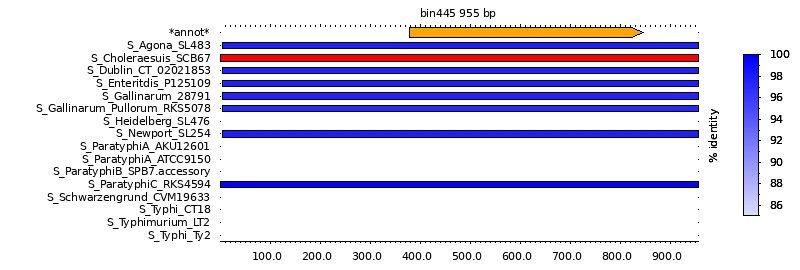 bin445 955 bp
*annot*
S_Agona_SL483
S_Choleraesuis_SCB67
S_Dublin_CT_02021853
S_Enteritdis_P125109
S_Gallinarum_28791
S_Gallinarum_Pullorum_RKS5078
S_Heidelberg_SL476
S_Newport_SL254
S_ParatyphiA_AKU12601
S_ParatyphiA_ATCC9150
S_ParatyphiB_SPB7.accessory
S_ParatyphiC_RKS4594
S_Schwarzengrund_CVM19633
S_Typhi_CT18
S_Typhimurium_LT2
S_Typhi_Ty2
100.0 200.0 300.0 400.0 500.0 600.0 700.0 800.0 900.0
% identity
100
98
96
94
92
90
88
86